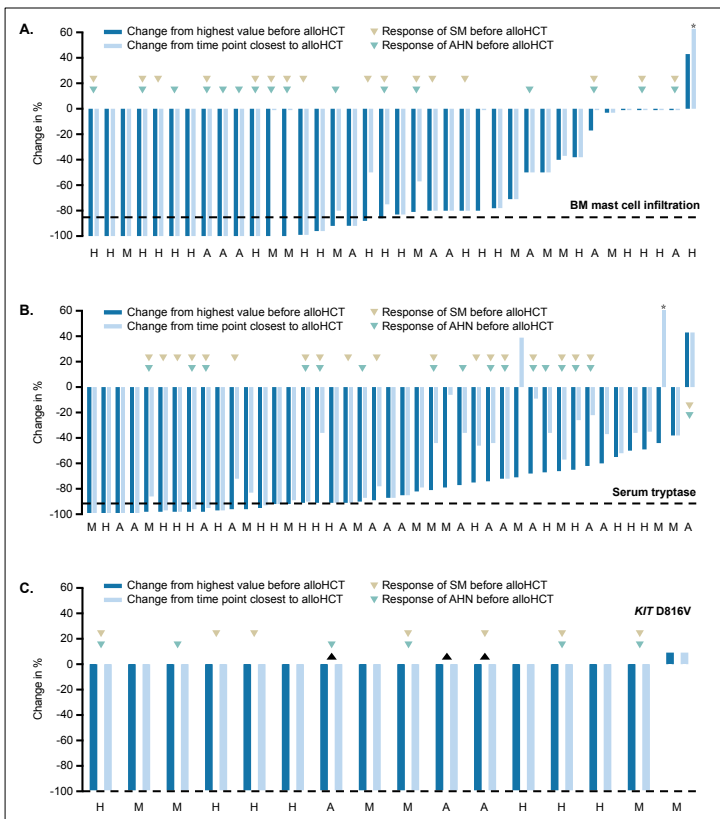 A.
Change from highest value before alloHCT
Response of SM before alloHCT
Change from time point closest to alloHCT
Response of AHN before alloHCT
*
60
40
20
0
-20
-40
-60
-80
-100
Change in %
BM mast cell infiltration
H H M H H H H A A A H M M H H M A H H H M A A H H H M A M M H A M H H H A H
B.
Change from highest value before alloHCT
Response of SM before alloHCT
Change from time point closest to alloHCT
Response of AHN before alloHCT
*
60
40
20
0
-20
-40
-60
-80
-100
Change in %
Serum tryptase
M H A A M H H H A H A M M H M H H H A M A A A M M M A H A A M A H M H A A H H H M M A
C.
Change from highest value before alloHCT
Response of SM before alloHCT
Change from time point closest to alloHCT
Response of AHN before alloHCT
60
40
20
0
-20
-40
-60
-80
-100
Change in %
KIT D816V
H M M H H H A M M A A H H H M M